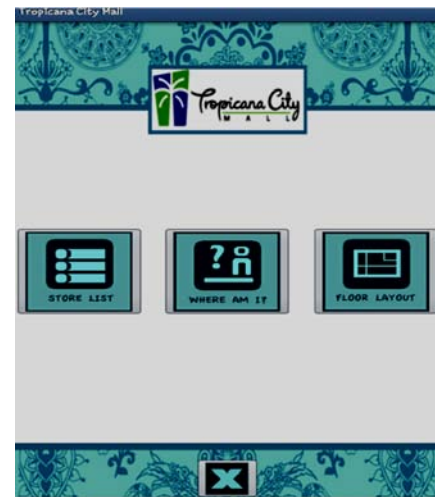 Tropicana City Mall
Tropicana City
MALL
STORE LIST
WHERE AM I?
FLOOR LAYOUT